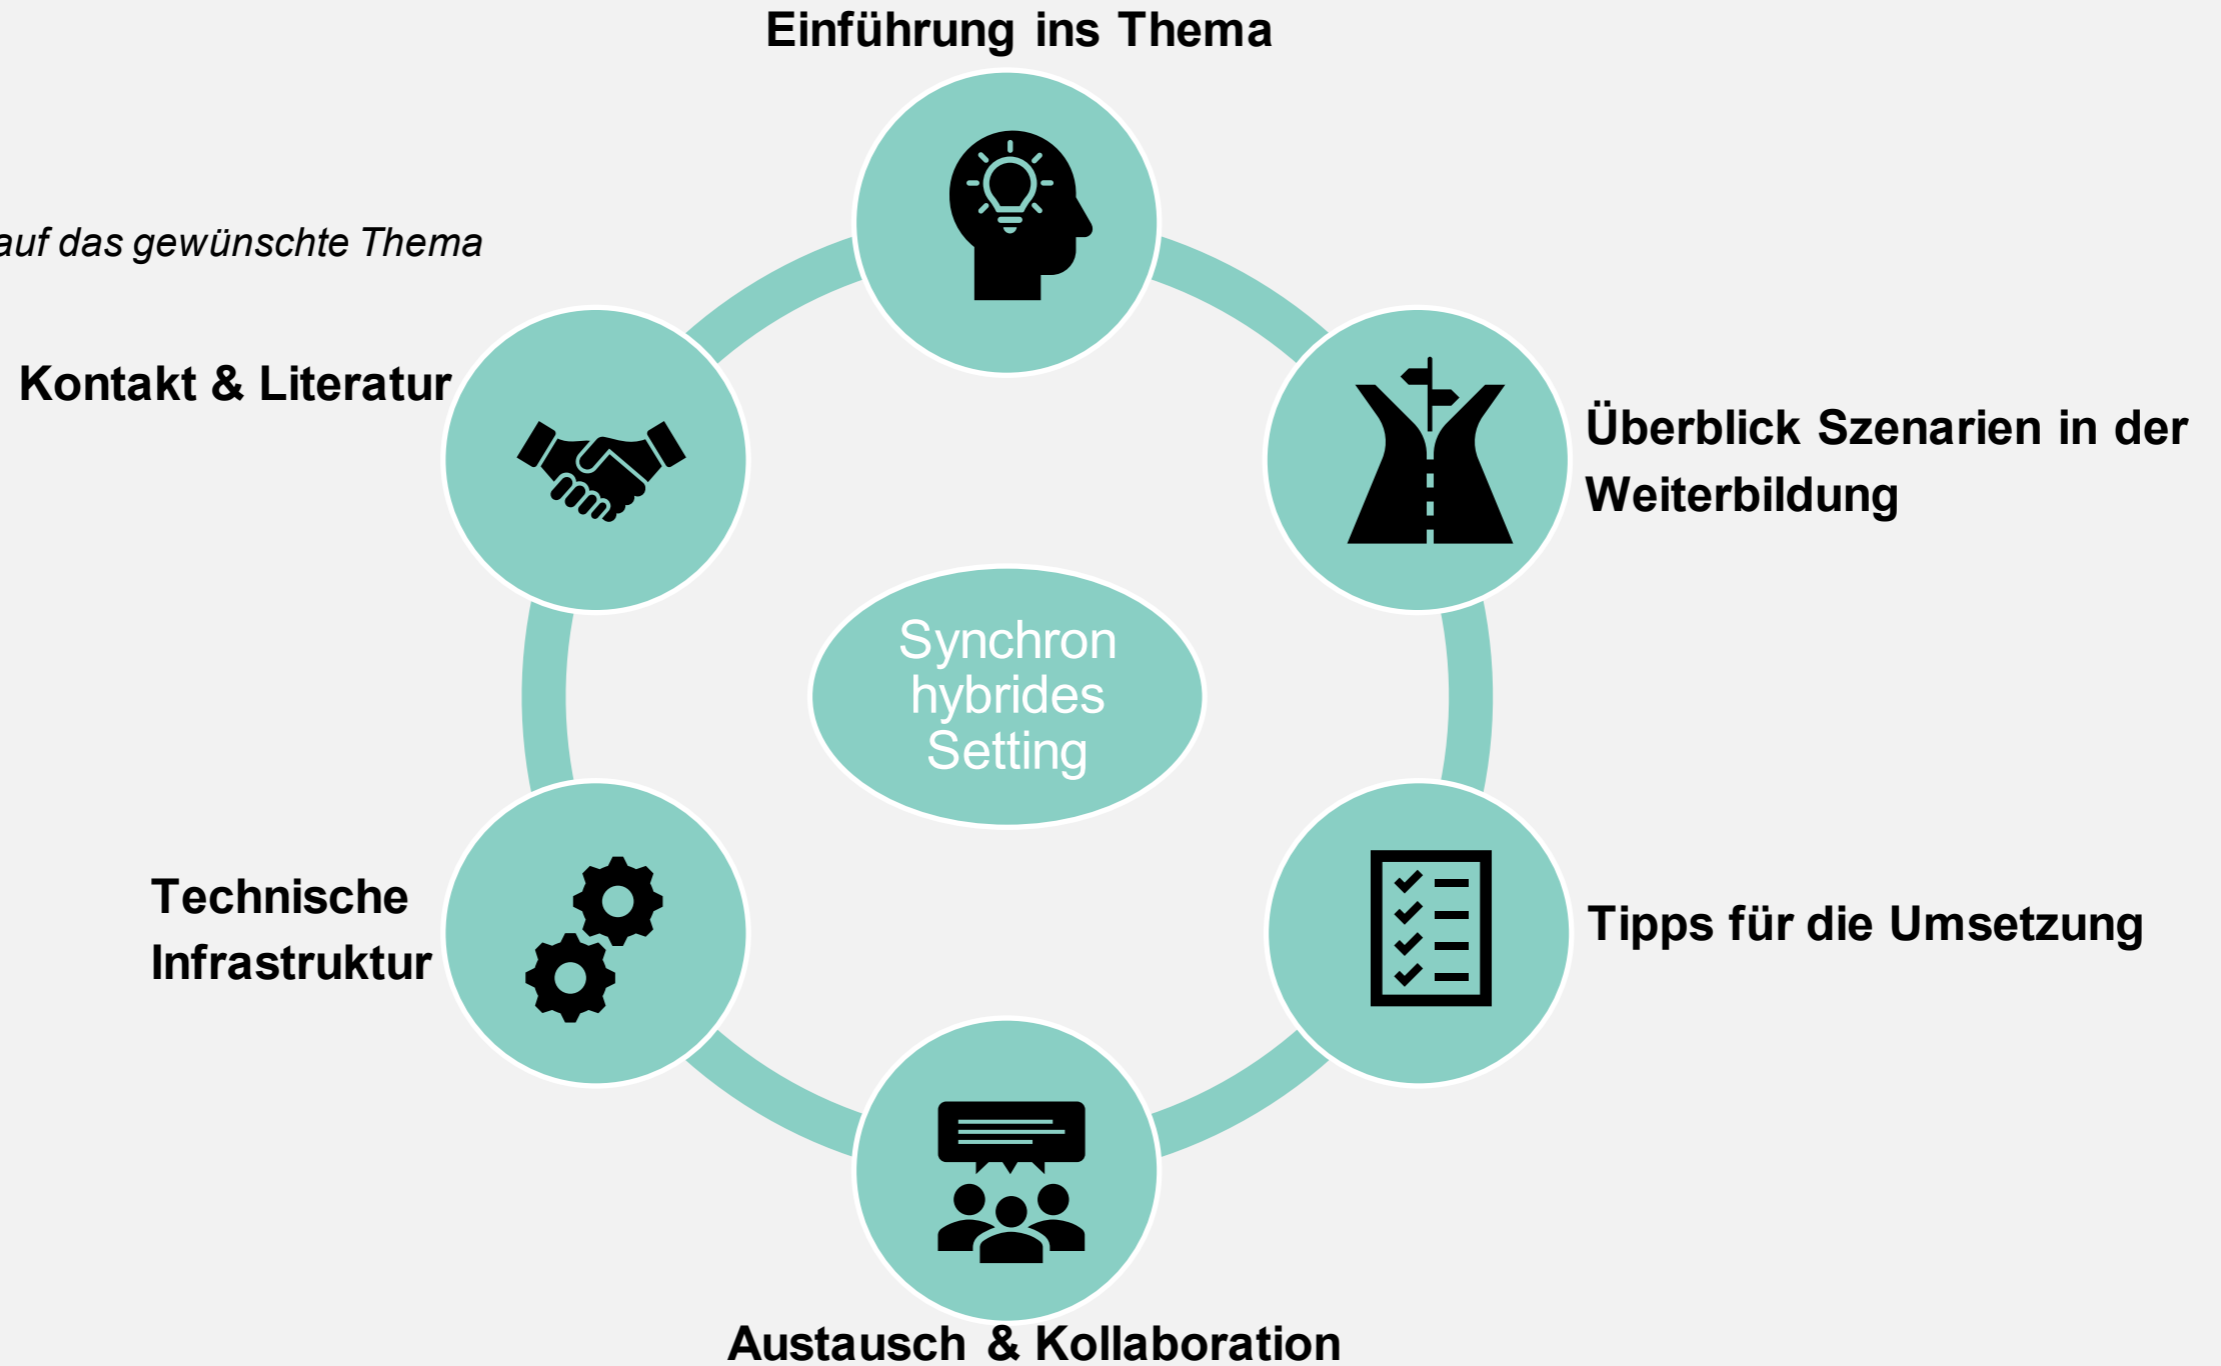 Einführung ins Thema
auf das gewünschte Thema
Kontakt & Literatur
Überblick Szenarien in der
Weiterbildung
Synchron
hybrides
Setting
Technische
Infrastruktur
Tipps für die Umsetzung
Austausch & Kollaboration